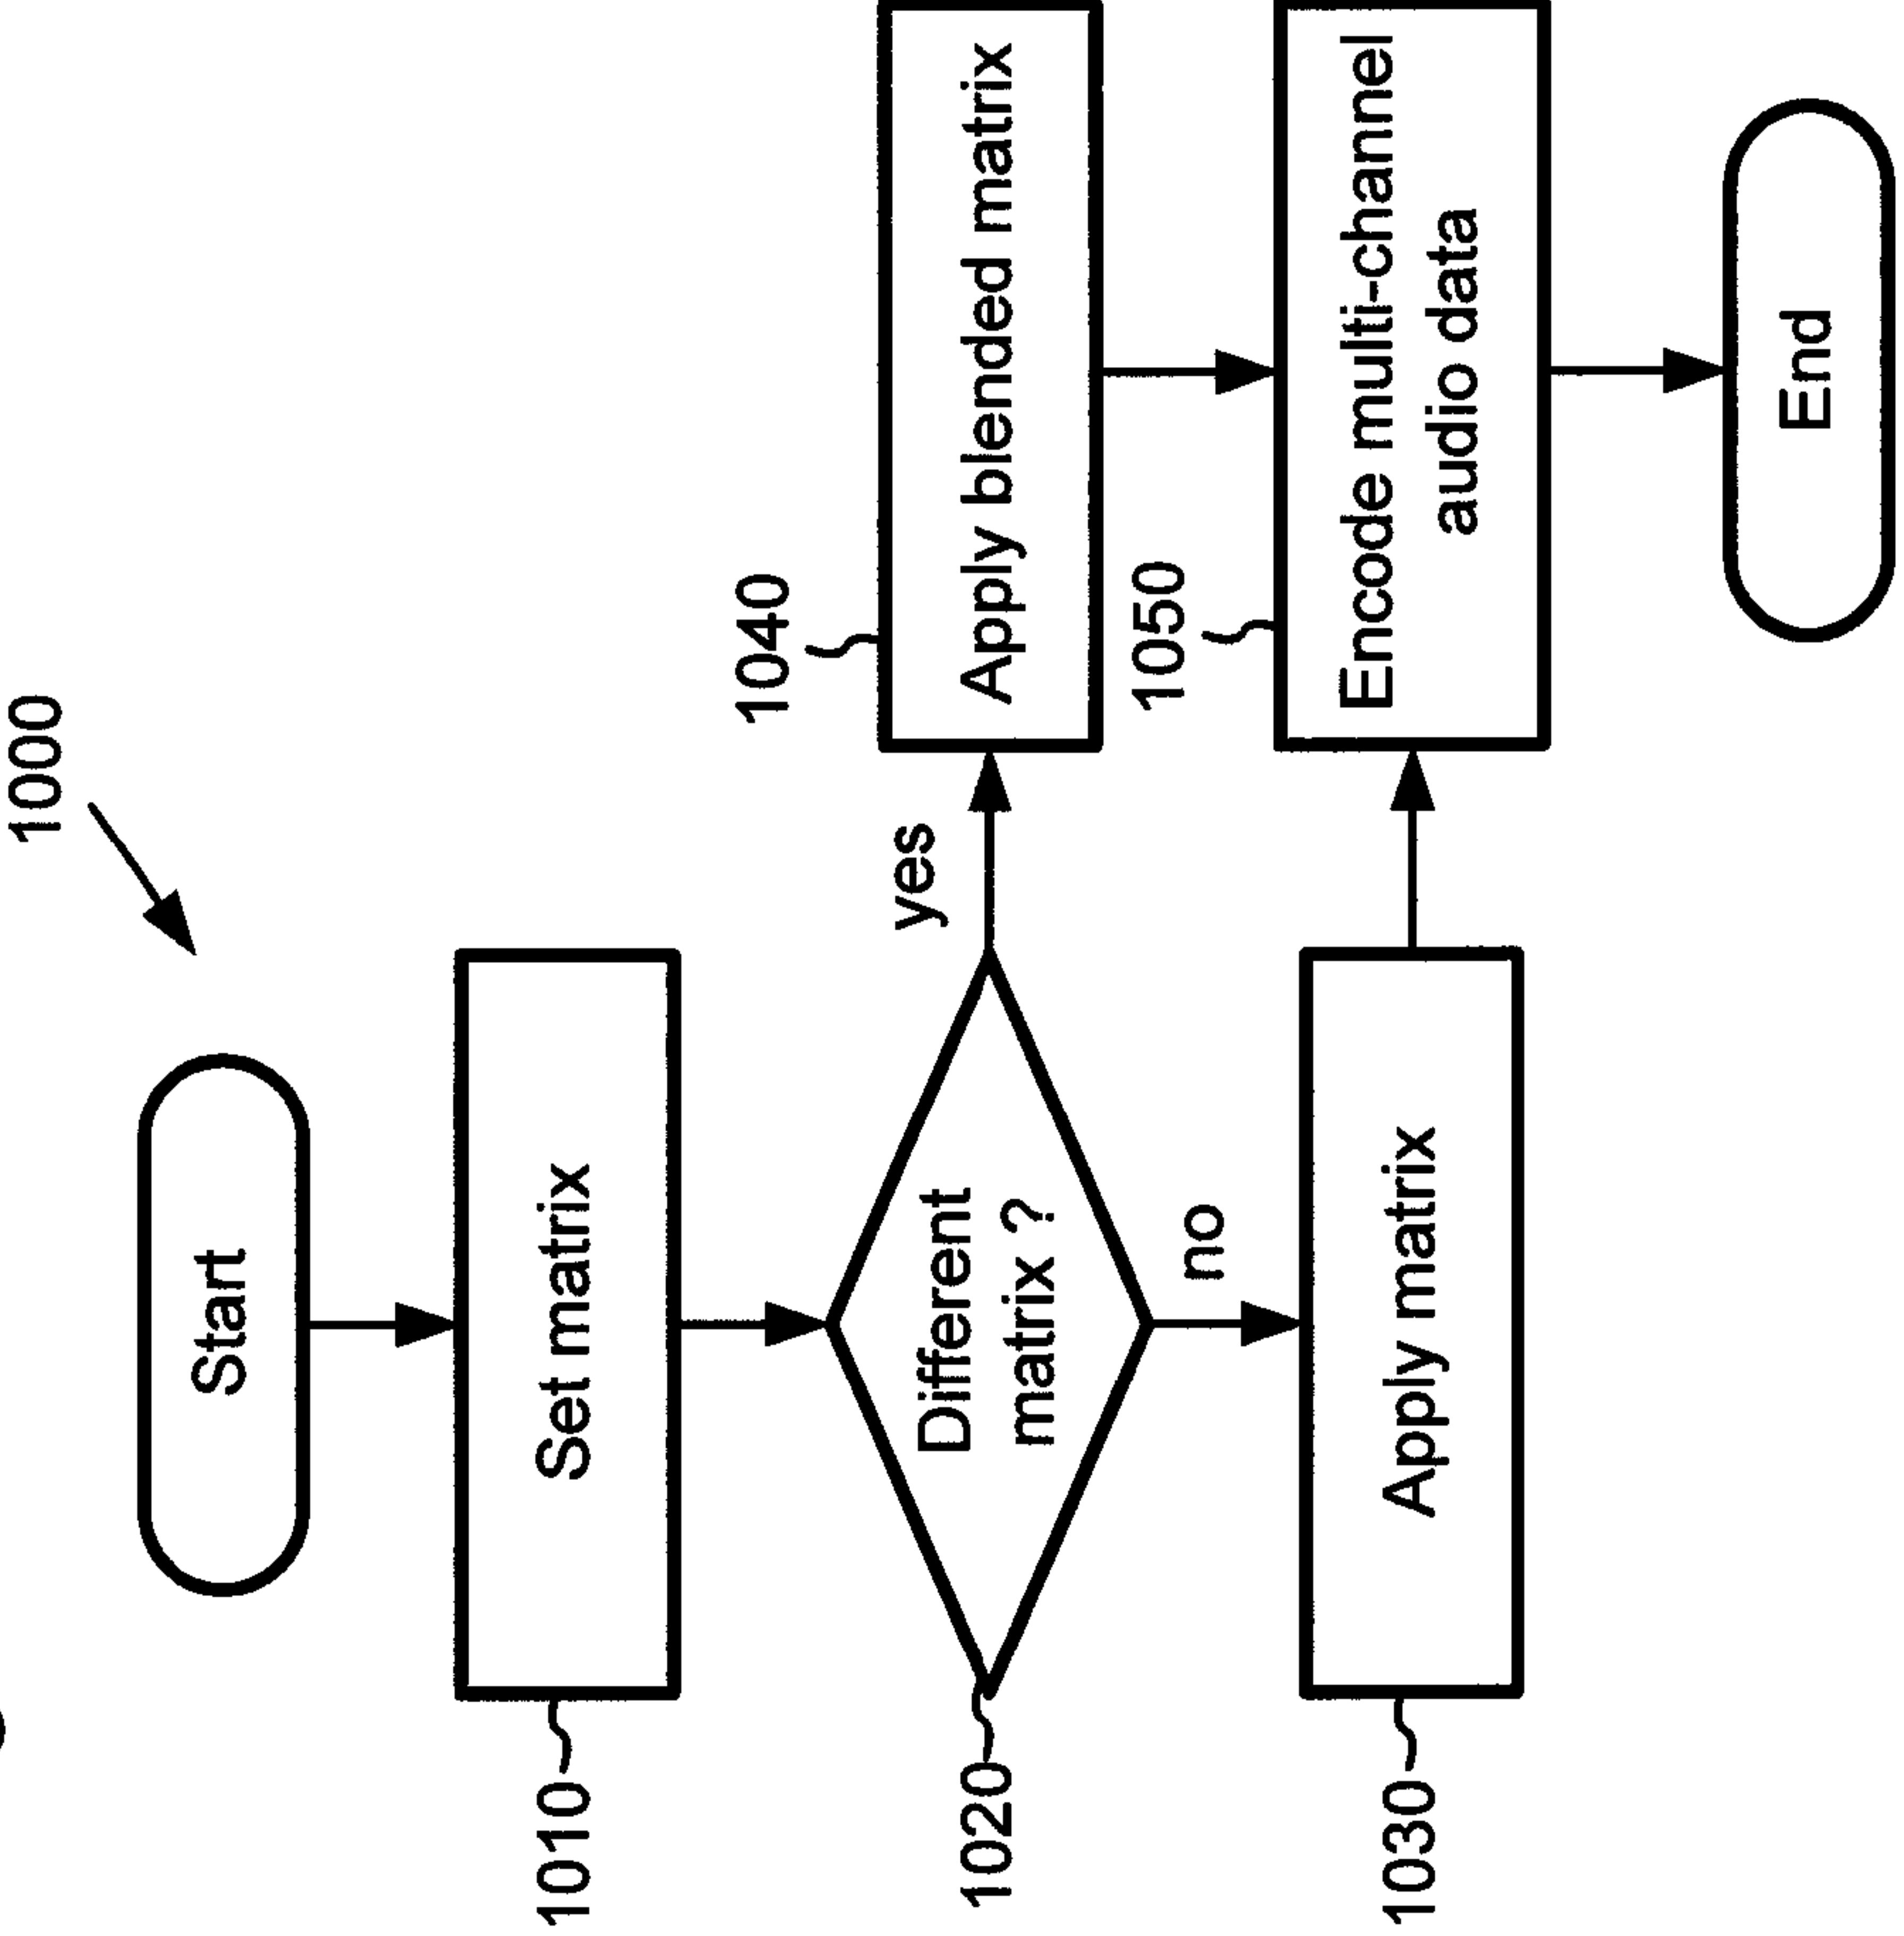 1000
Start
1010
Set matrix
1020
Different
matrix ?
yes
no
1040
Apply blended matrix
1030
Apply matrix
1050
Encode multi-channel
audio data
End